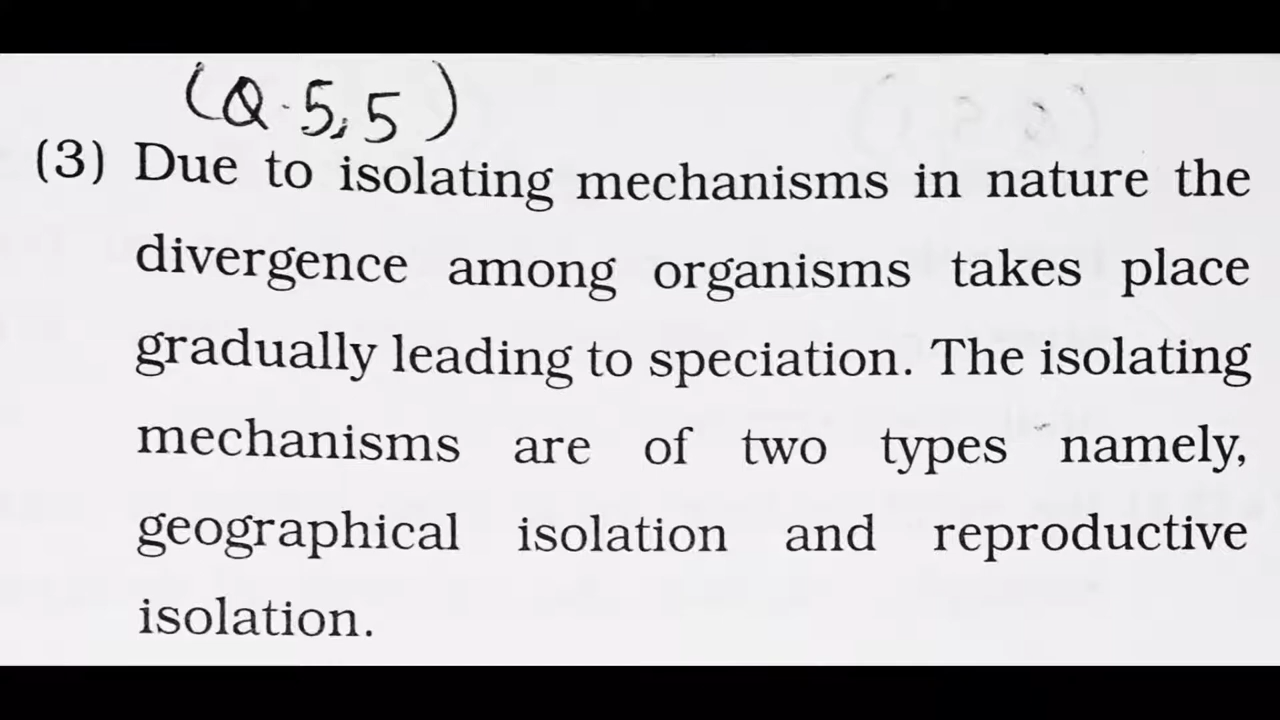 (Q.5,5)
(3) Due to isolating mechanisms in nature the
divergence among organisms takes place
gradually leading to speciation. The isolating
mechanisms are of two types namely,
geographical isolation and reproductive
isolation.